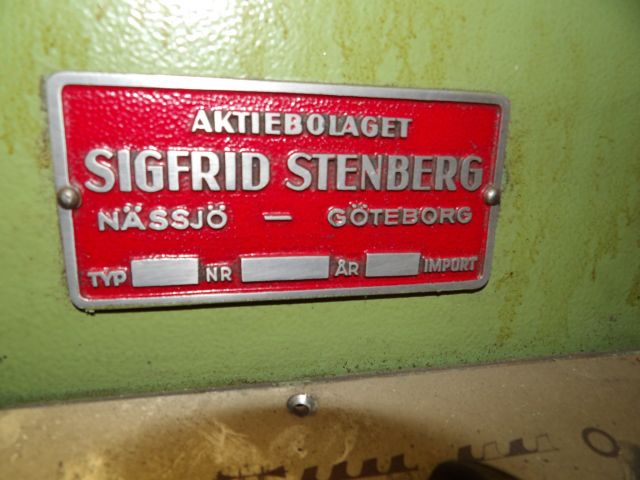 AKTIEBOLAGET
SIGFRID STENBERG
NÄSSJÖ — GÖTEBORG
TYP NR ÅR IMPORT